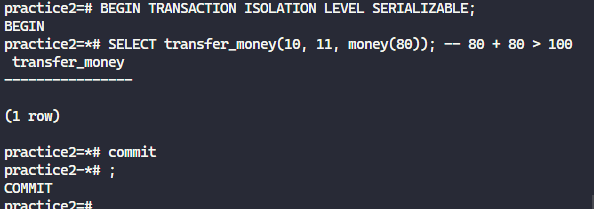 practice2=# BEGIN TRANSACTION ISOLATION LEVEL SERIALIZABLE;
BEGIN
practice2=*# SELECT transfer_money(10, 11, money(80)); -- 80 + 80 > 100
 transfer_money
----------------

(1 row)

practice2=*# commit
practice2-*# ;
COMMIT
practice2=#